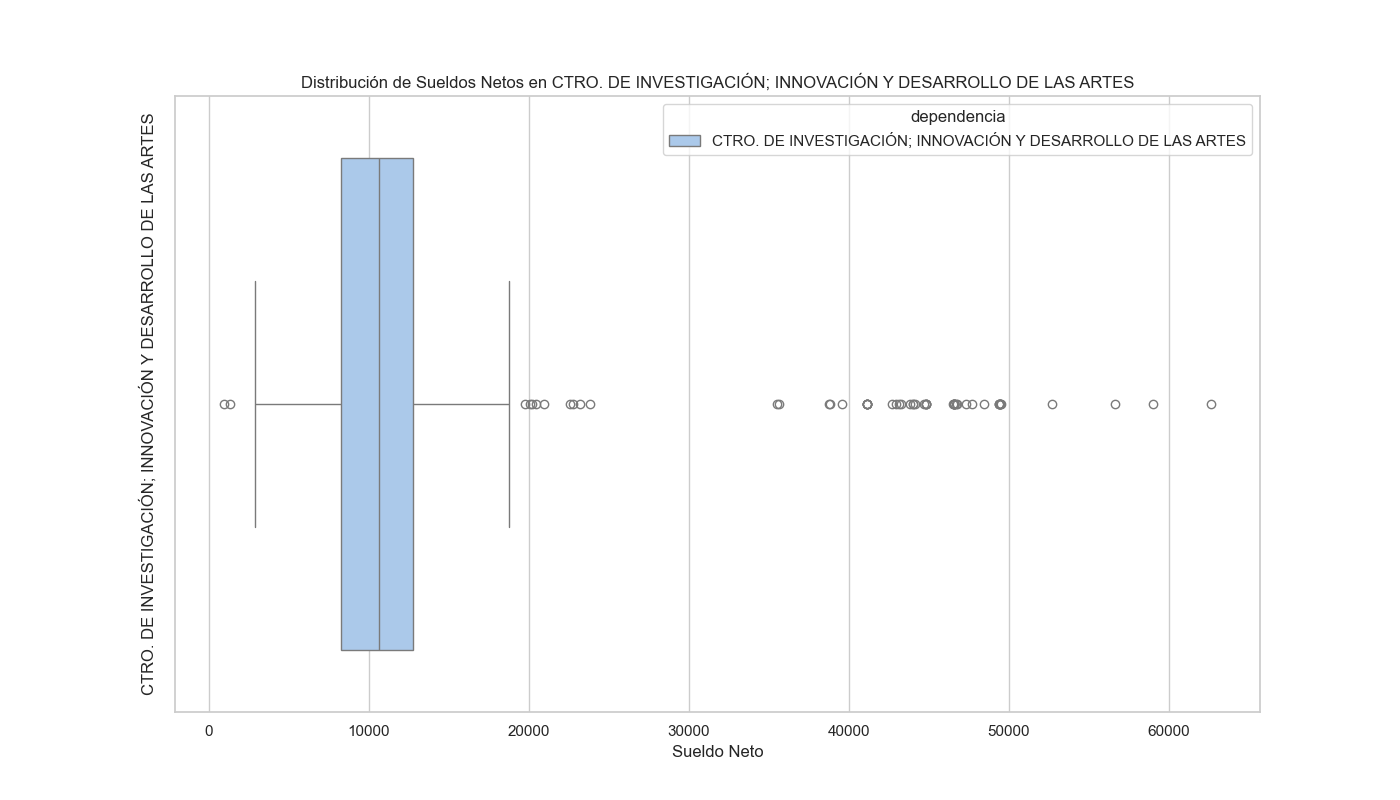 Distribución de Sueldos Netos en CTRO. DE INVESTIGACIÓN; INNOVACIÓN Y DESARROLLO DE LAS ARTES
dependencia
CTRO. DE INVESTIGACIÓN; INNOVACIÓN Y DESARROLLO DE LAS ARTES
CTRO. DE INVESTIGACIÓN; INNOVACIÓN Y DESARROLLO DE LAS ARTES
0 10000 20000 30000 40000 50000 60000
Sueldo Neto